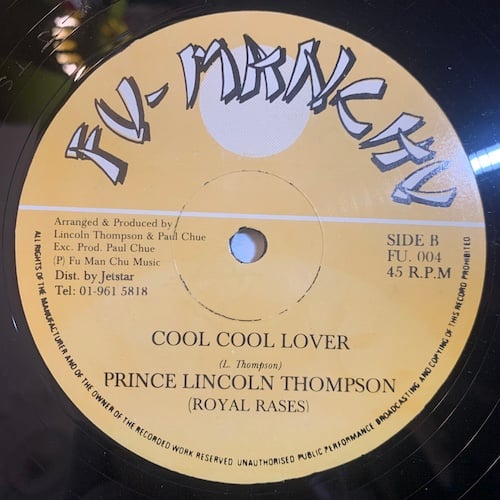 FU-MANCHU
Arranged & Produced by
Lincoln Thompson & Paul Chue
Exc. Prod. Paul Chue
(P) Fu Man Chu Music
Dist. by Jetstar
Tel: 01-961 5818
SIDE B
FU. 004
45 R.P.M
COOL COOL LOVER
(L. Thompson)
PRINCE LINCOLN THOMPSON
(ROYAL RASES)
ALL RIGHTS OF THE MANUFACTURER AND OF THE OWNER OF THE RECORDED WORK RESERVED UNAUTHORISED PUBLIC PERFORMANCE BROADCASTING AND COPYING OF THIS RECORD PROHIBITED